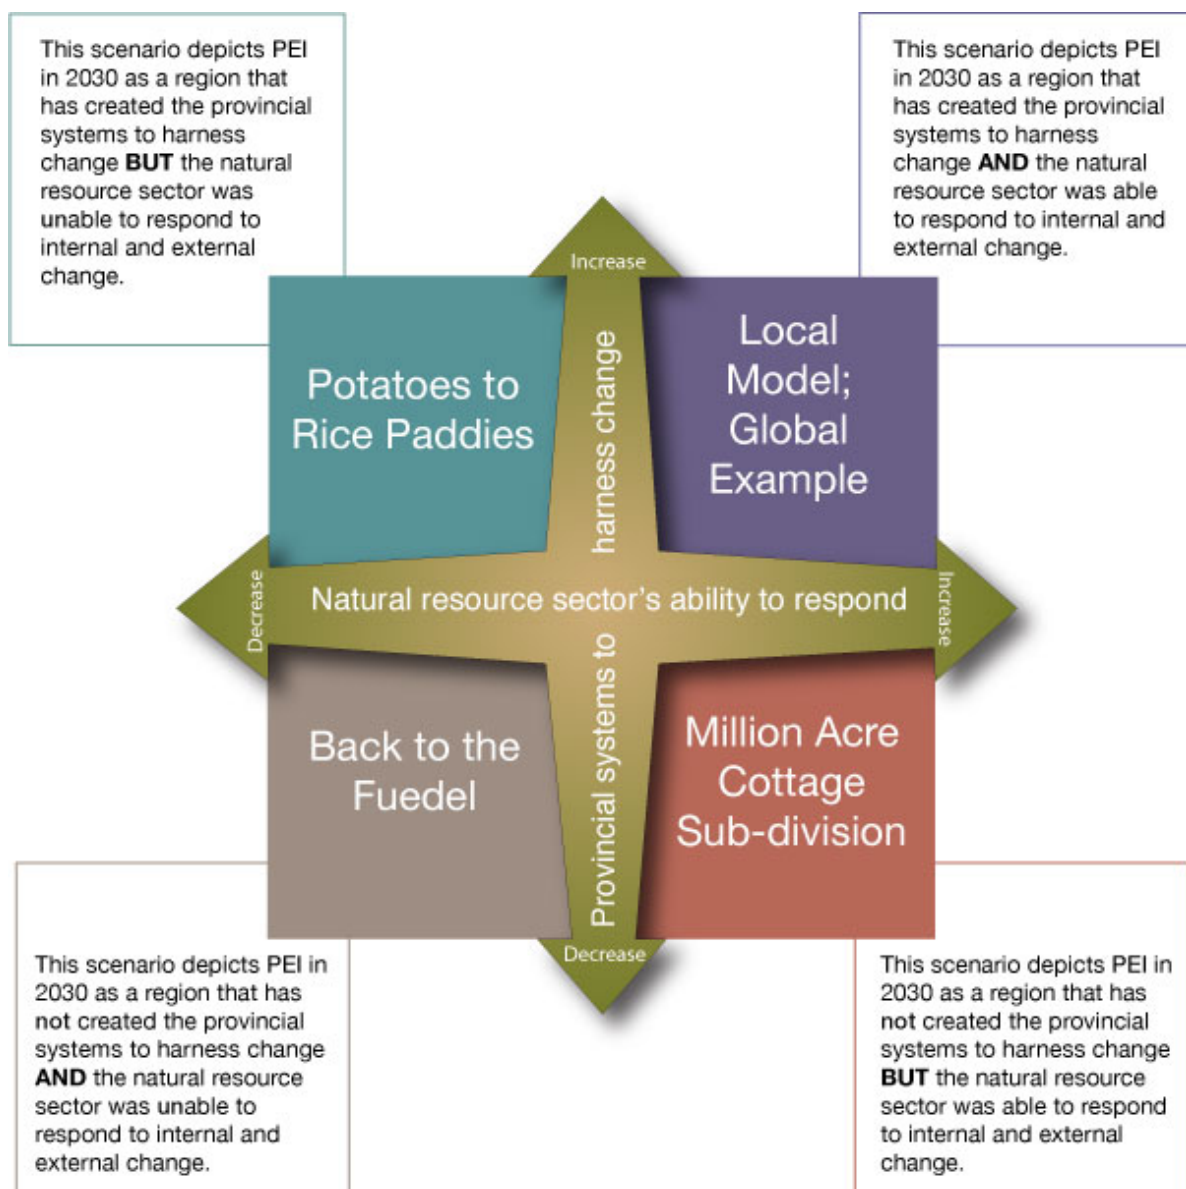 This scenario depicts PEI
in 2030 as a region that
has created the provincial
systems to harness
change BUT the natural
resource sector was
unable to respond to
internal and external
change.
This scenario depicts PEI
in 2030 as a region that
has created the provincial
systems to harness
change AND the natural
resource sector was able
to respond to internal and
external change.
Increase
Potatoes to
Rice Paddies
Local
Model;
Global
Example
Provincial systems to harness change
Decrease
Natural resource sector's ability to respond
Increase
Back to the
Fuedel
Million Acre
Cottage
Sub-division
Decrease
This scenario depicts PEI in
2030 as a region that has
not created the provincial
systems to harness change
AND the natural resource
sector was unable to
respond to internal and
external change.
This scenario depicts PEI in
2030 as a region that has
not created the provincial
systems to harness change
BUT the natural resource
sector was able to respond
to internal and external
change.